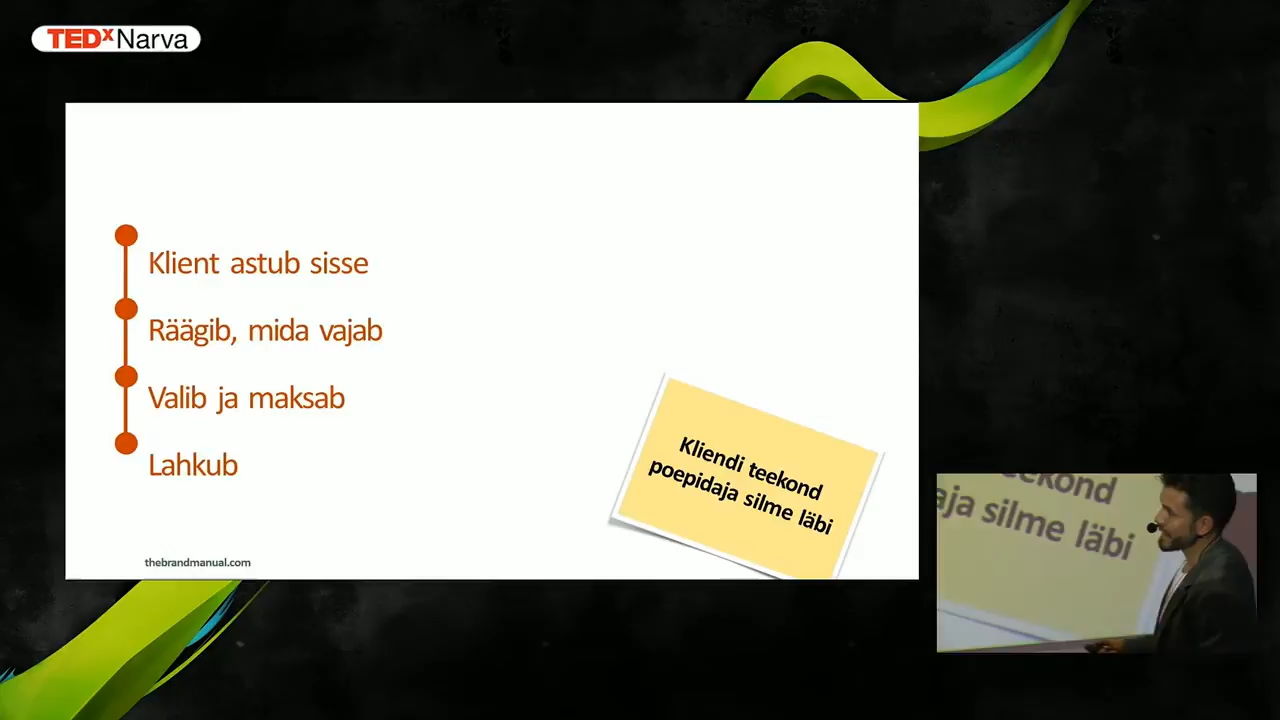 TEDxNarva
Klient astub sisse
Räägib, mida vajab
Valib ja maksab
Lahkub
Kliendi teekond
poepidaja silme läbi
thebrandmanual.com
teekond
aja silme läbi